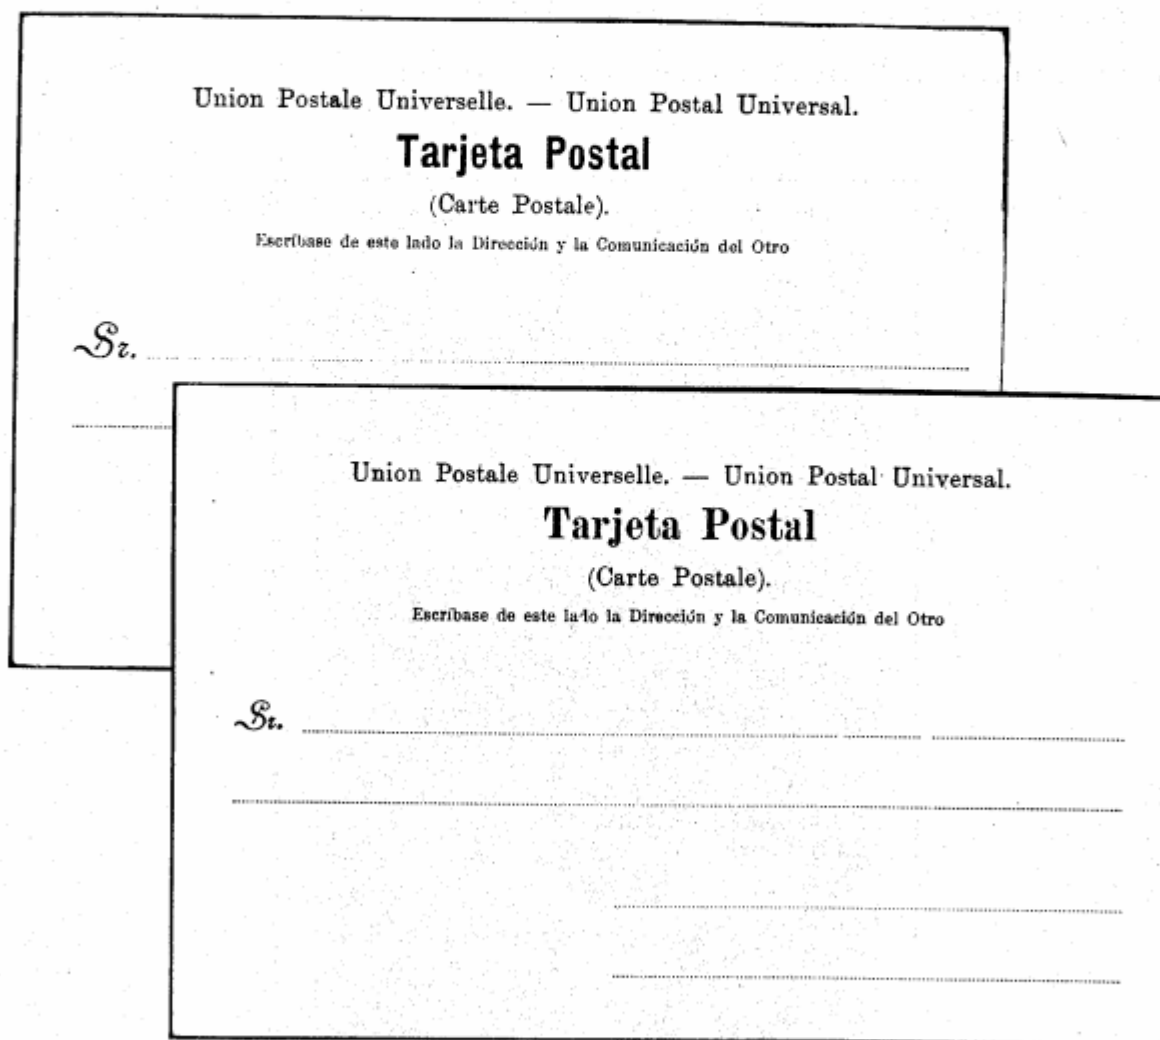 Union Postale Universelle. — Union Postal Universal.
Tarjeta Postal
(Carte Postale).
Escríbase de este lado la Dirección y la Comunicación del Otro
Sr.
Union Postale Universelle. — Union Postal Universal.
Tarjeta Postal
(Carte Postale).
Escríbase de este lado la Dirección y la Comunicación del Otro
Sr.